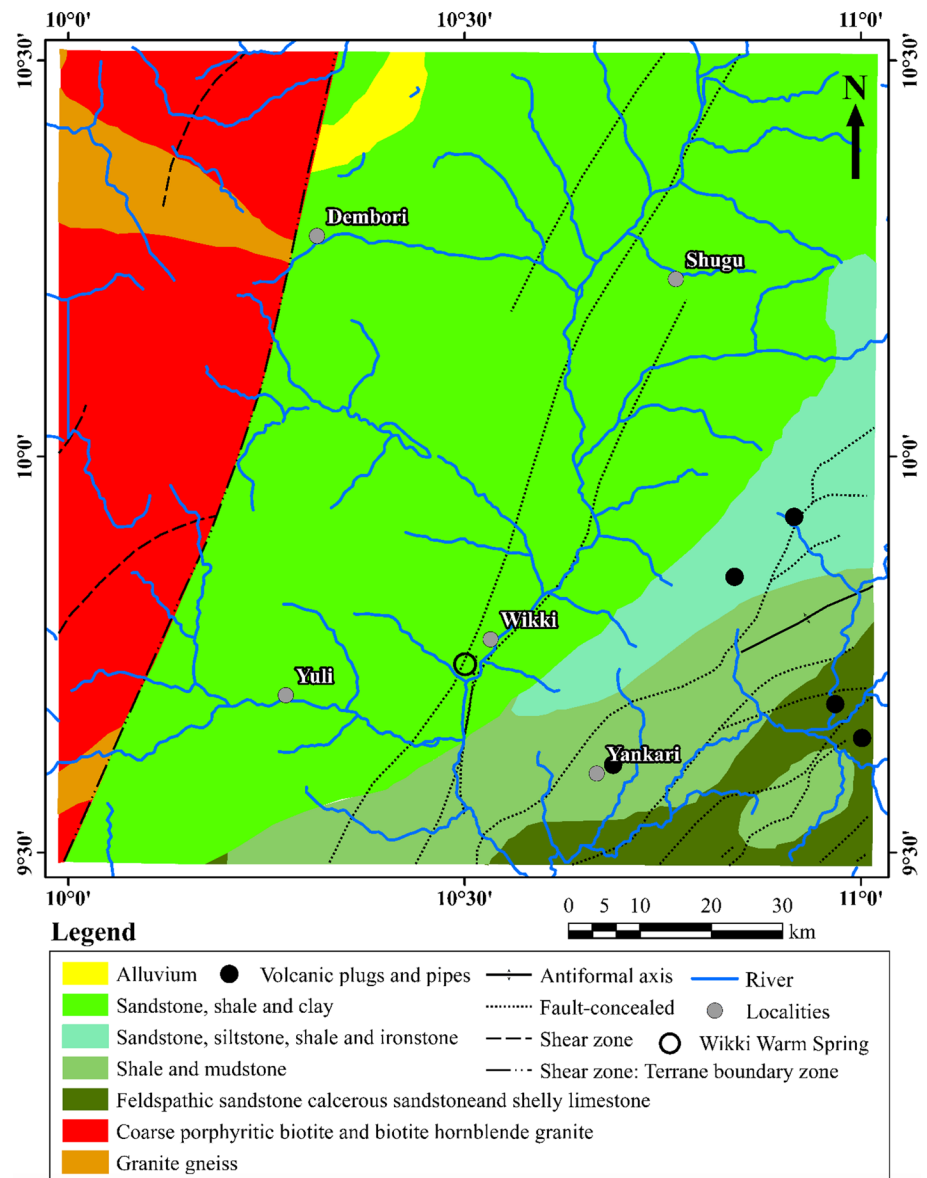 10°0' 10°30' 11°0'
10°30' 10°30'
N
Dembori
Shugu
10°0' 10°0'
Wikki
Yuli
Yankari
9°30' 9°30'
10°0' 10°30' 11°0'
0 5 10 20 30
km
Legend
Alluvium Volcanic plugs and pipes Antiformal axis River
Sandstone, shale and clay Fault-concealed Localities
Sandstone, siltstone, shale and ironstone Shear zone Wikki Warm Spring
Shale and mudstone Shear zone: Terrane boundary zone
Feldspathic sandstone calcerous sandstoneand shelly limestone
Coarse porphyritic biotite and biotite hornblende granite
Granite gneiss